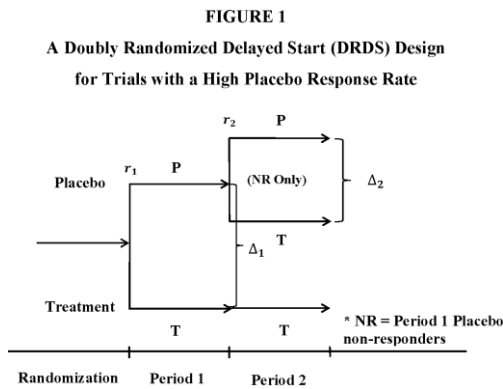 FIGURE 1
A Doubly Randomized Delayed Start (DRDS) Design
for Trials with a High Placebo Response Rate
r₂ P
r₁ P
Placebo
(NR Only)
Δ₂
T
Δ₁
Treatment
T T
* NR = Period 1 Placebo
non-responders
Randomization Period 1 Period 2